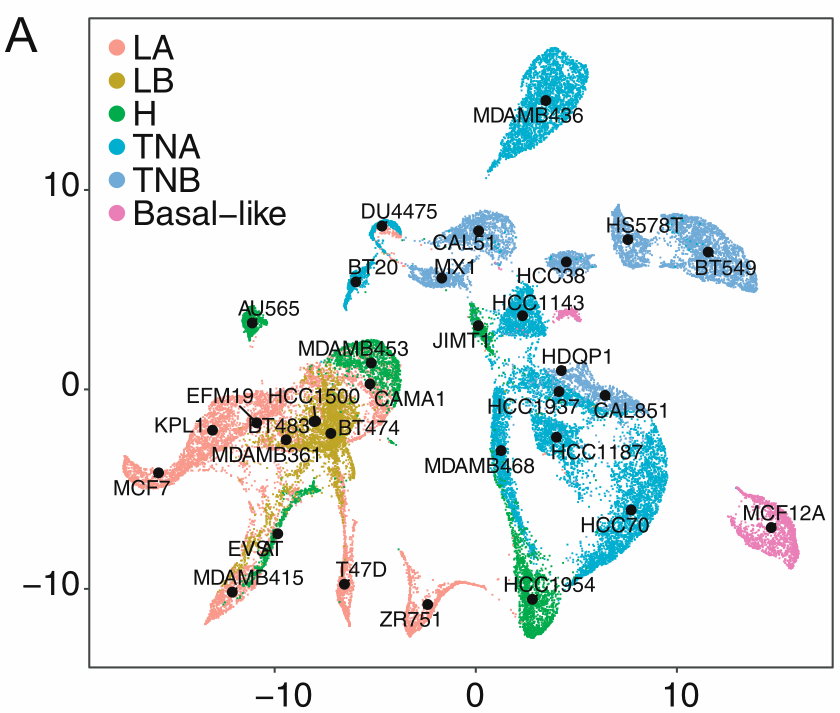 A
LA
LB
H
TNA
TNB
Basal-like
MDAMB436
10
DU4475
CAL51
HS578T
BT20
MX1
HCC38
BT549
AU565
HCC1143
JIMT1
MDAMB453
HDQP1
0
EFM19
HCC1500
CAMA1
HCC1937
CAL851
KPL1
BT483
BT474
MDAMB361
HCC1187
MDAMB468
MCF7
MCF12A
HCC70
EVSAT
MDAMB415
T47D
HCC1954
−10
ZR751
−10
0
10